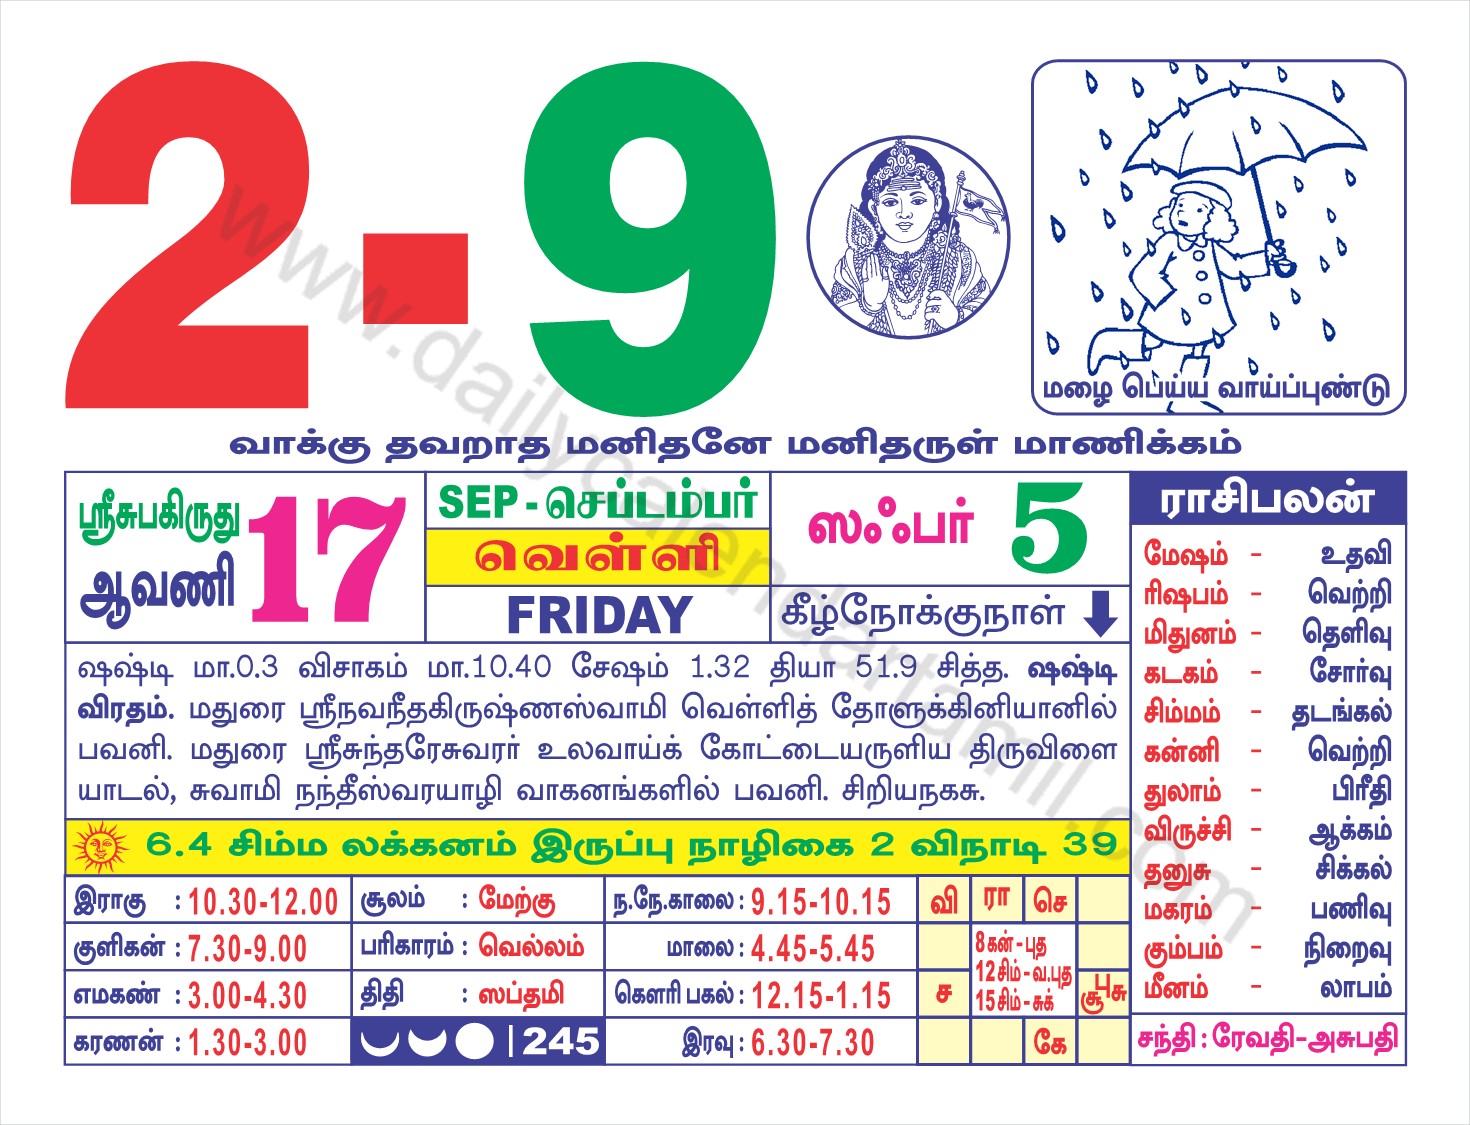 2-9
மழை பெய்ய வாய்ப்புண்டு
வாக்கு தவறாத மனிதனே மனிதருள் மாணிக்கம்
ஸ்ரீசுபகிருது
ஆவணி 17
SEP - செப்டம்பர்
வெள்ளி
FRIDAY
ஸஃபர் 5
கீழ்நோக்குநாள்
ஷஷ்டி மா.0.3 விசாகம் மா.10.40 சேஷம் 1.32 தியா 51.9 சித்த. ஷஷ்டி
விரதம். மதுரை ஸ்ரீநவநீதகிருஷ்ணஸ்வாமி வெள்ளித் தோளுக்கினியானில்
பவனி. மதுரை ஸ்ரீசுந்தரேசுவரர் உலவாய்க் கோட்டையருளிய திருவிளை
யாடல், சுவாமி நந்தீஸ்வரயாழி வாகனங்களில் பவனி. சிறியநகசு.
6.4 சிம்ம லக்கனம் இருப்பு நாழிகை 2 விநாடி 39
இராகு : 10.30-12.00
குளிகன் : 7.30-9.00
எமகண் : 3.00-4.30
கரணன் : 1.30-3.00
சூலம் : மேற்கு
பரிகாரம் : வெல்லம்
திதி : ஸப்தமி
245
ந.நே.காலை : 9.15-10.15
மாலை : 4.45-5.45
கௌரி பகல் : 12.15-1.15
இரவு : 6.30-7.30
வி ரா செ
8கன்-புத
12சிம்-வ.புத
15சிம்-சுக்
ச சூபுசு
கே
ராசிபலன்
மேஷம் - உதவி
ரிஷபம் - வெற்றி
மிதுனம் - தெளிவு
கடகம் - சோர்வு
சிம்மம் - தடங்கல்
கன்னி - வெற்றி
துலாம் - பிரீதி
விருச்சி - ஆக்கம்
தனுசு - சிக்கல்
மகரம் - பணிவு
கும்பம் - நிறைவு
மீனம் - லாபம்
சந்தி : ரேவதி-அசுபதி
www.dailycalendartamil.com